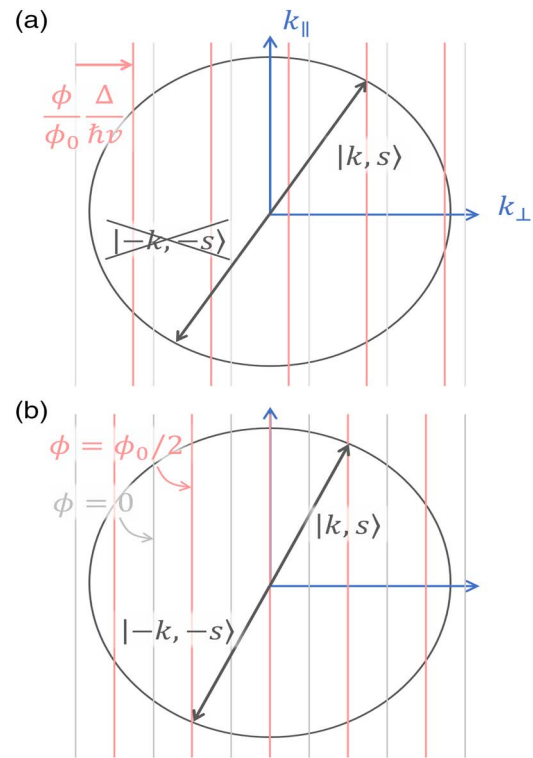 (a)
k∥
ϕ/ϕ₀ Δ/ħv
|k, s⟩
k⊥
|−k, −s⟩
(b)
ϕ = ϕ₀/2
ϕ = 0
|k, s⟩
|−k, −s⟩